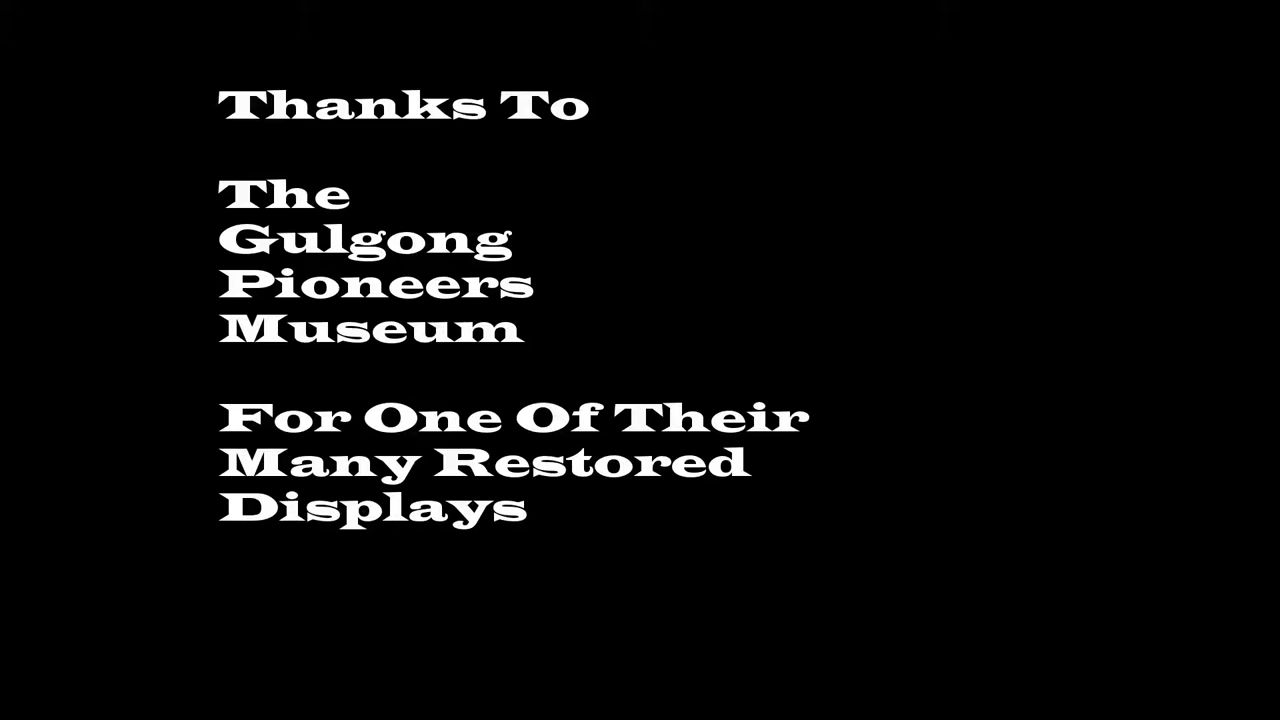 Thanks To
The
Gulgong
Pioneers
Museum
For One Of Their
Many Restored
Displays